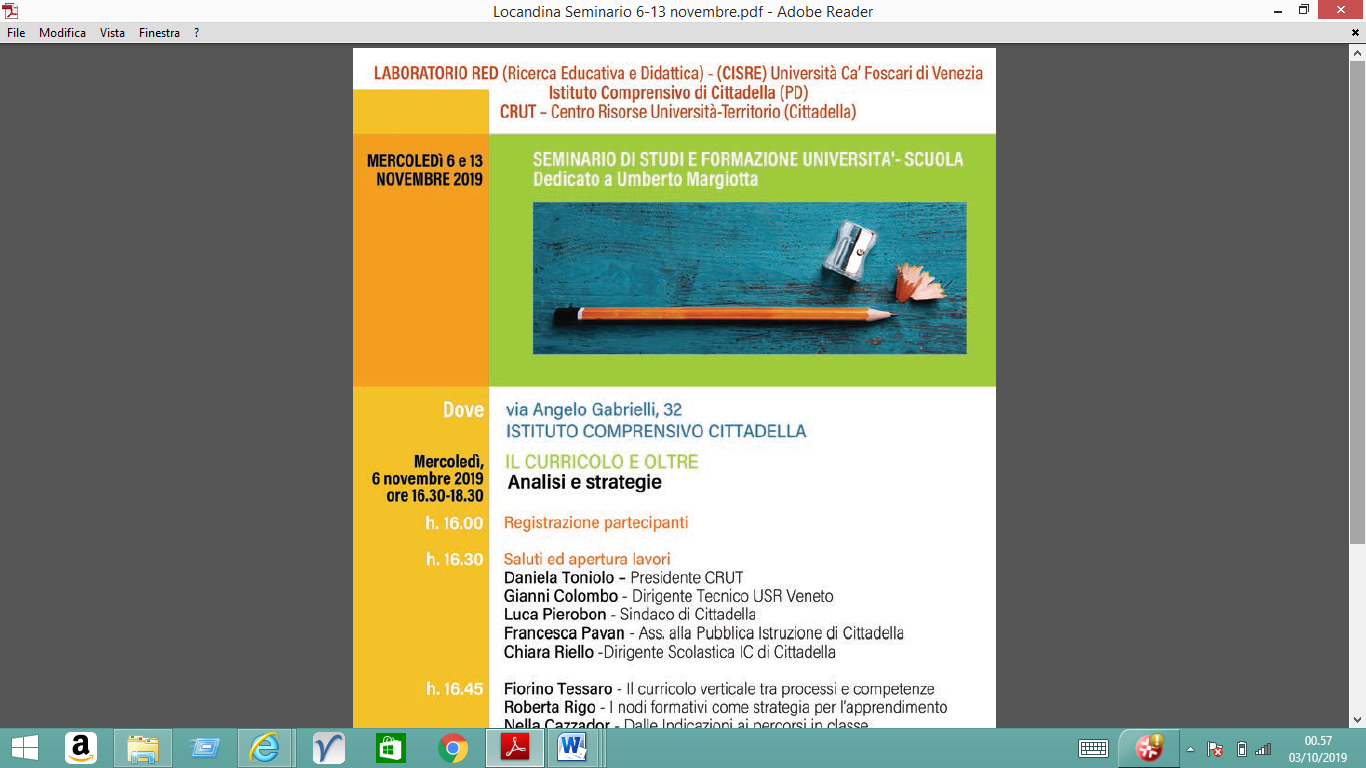 Locandina Seminario 6-13 novembre.pdf - Adobe Reader
File Modifica Vista Finestra ?
LABORATORIO RED (Ricerca Educativa e Didattica) - (CISRE) Università Ca' Foscari di Venezia
Istituto Comprensivo di Cittadella (PD)
CRUT – Centro Risorse Università-Territorio (Cittadella)
MERCOLEDÌ 6 e 13
NOVEMBRE 2019
SEMINARIO DI STUDI E FORMAZIONE UNIVERSITA'- SCUOLA
Dedicato a Umberto Margiotta
Dove
via Angelo Gabrielli, 32
ISTITUTO COMPRENSIVO CITTADELLA
Mercoledì,
6 novembre 2019
ore 16.30-18.30
IL CURRICOLO E OLTRE
Analisi e strategie
h. 16.00 Registrazione partecipanti
h. 16.30 Saluti ed apertura lavori
Daniela Toniolo – Presidente CRUT
Gianni Colombo - Dirigente Tecnico USR Veneto
Luca Pierobon - Sindaco di Cittadella
Francesca Pavan - Ass. alla Pubblica Istruzione di Cittadella
Chiara Riello -Dirigente Scolastica IC di Cittadella
h. 16.45 Fiorino Tessaro - Il curricolo verticale tra processi e competenze
Roberta Rigo - I nodi formativi come strategia per l'apprendimento
Nella Cazzador - Dalle Indicazioni ai percorsi in classe
00.57
03/10/2019